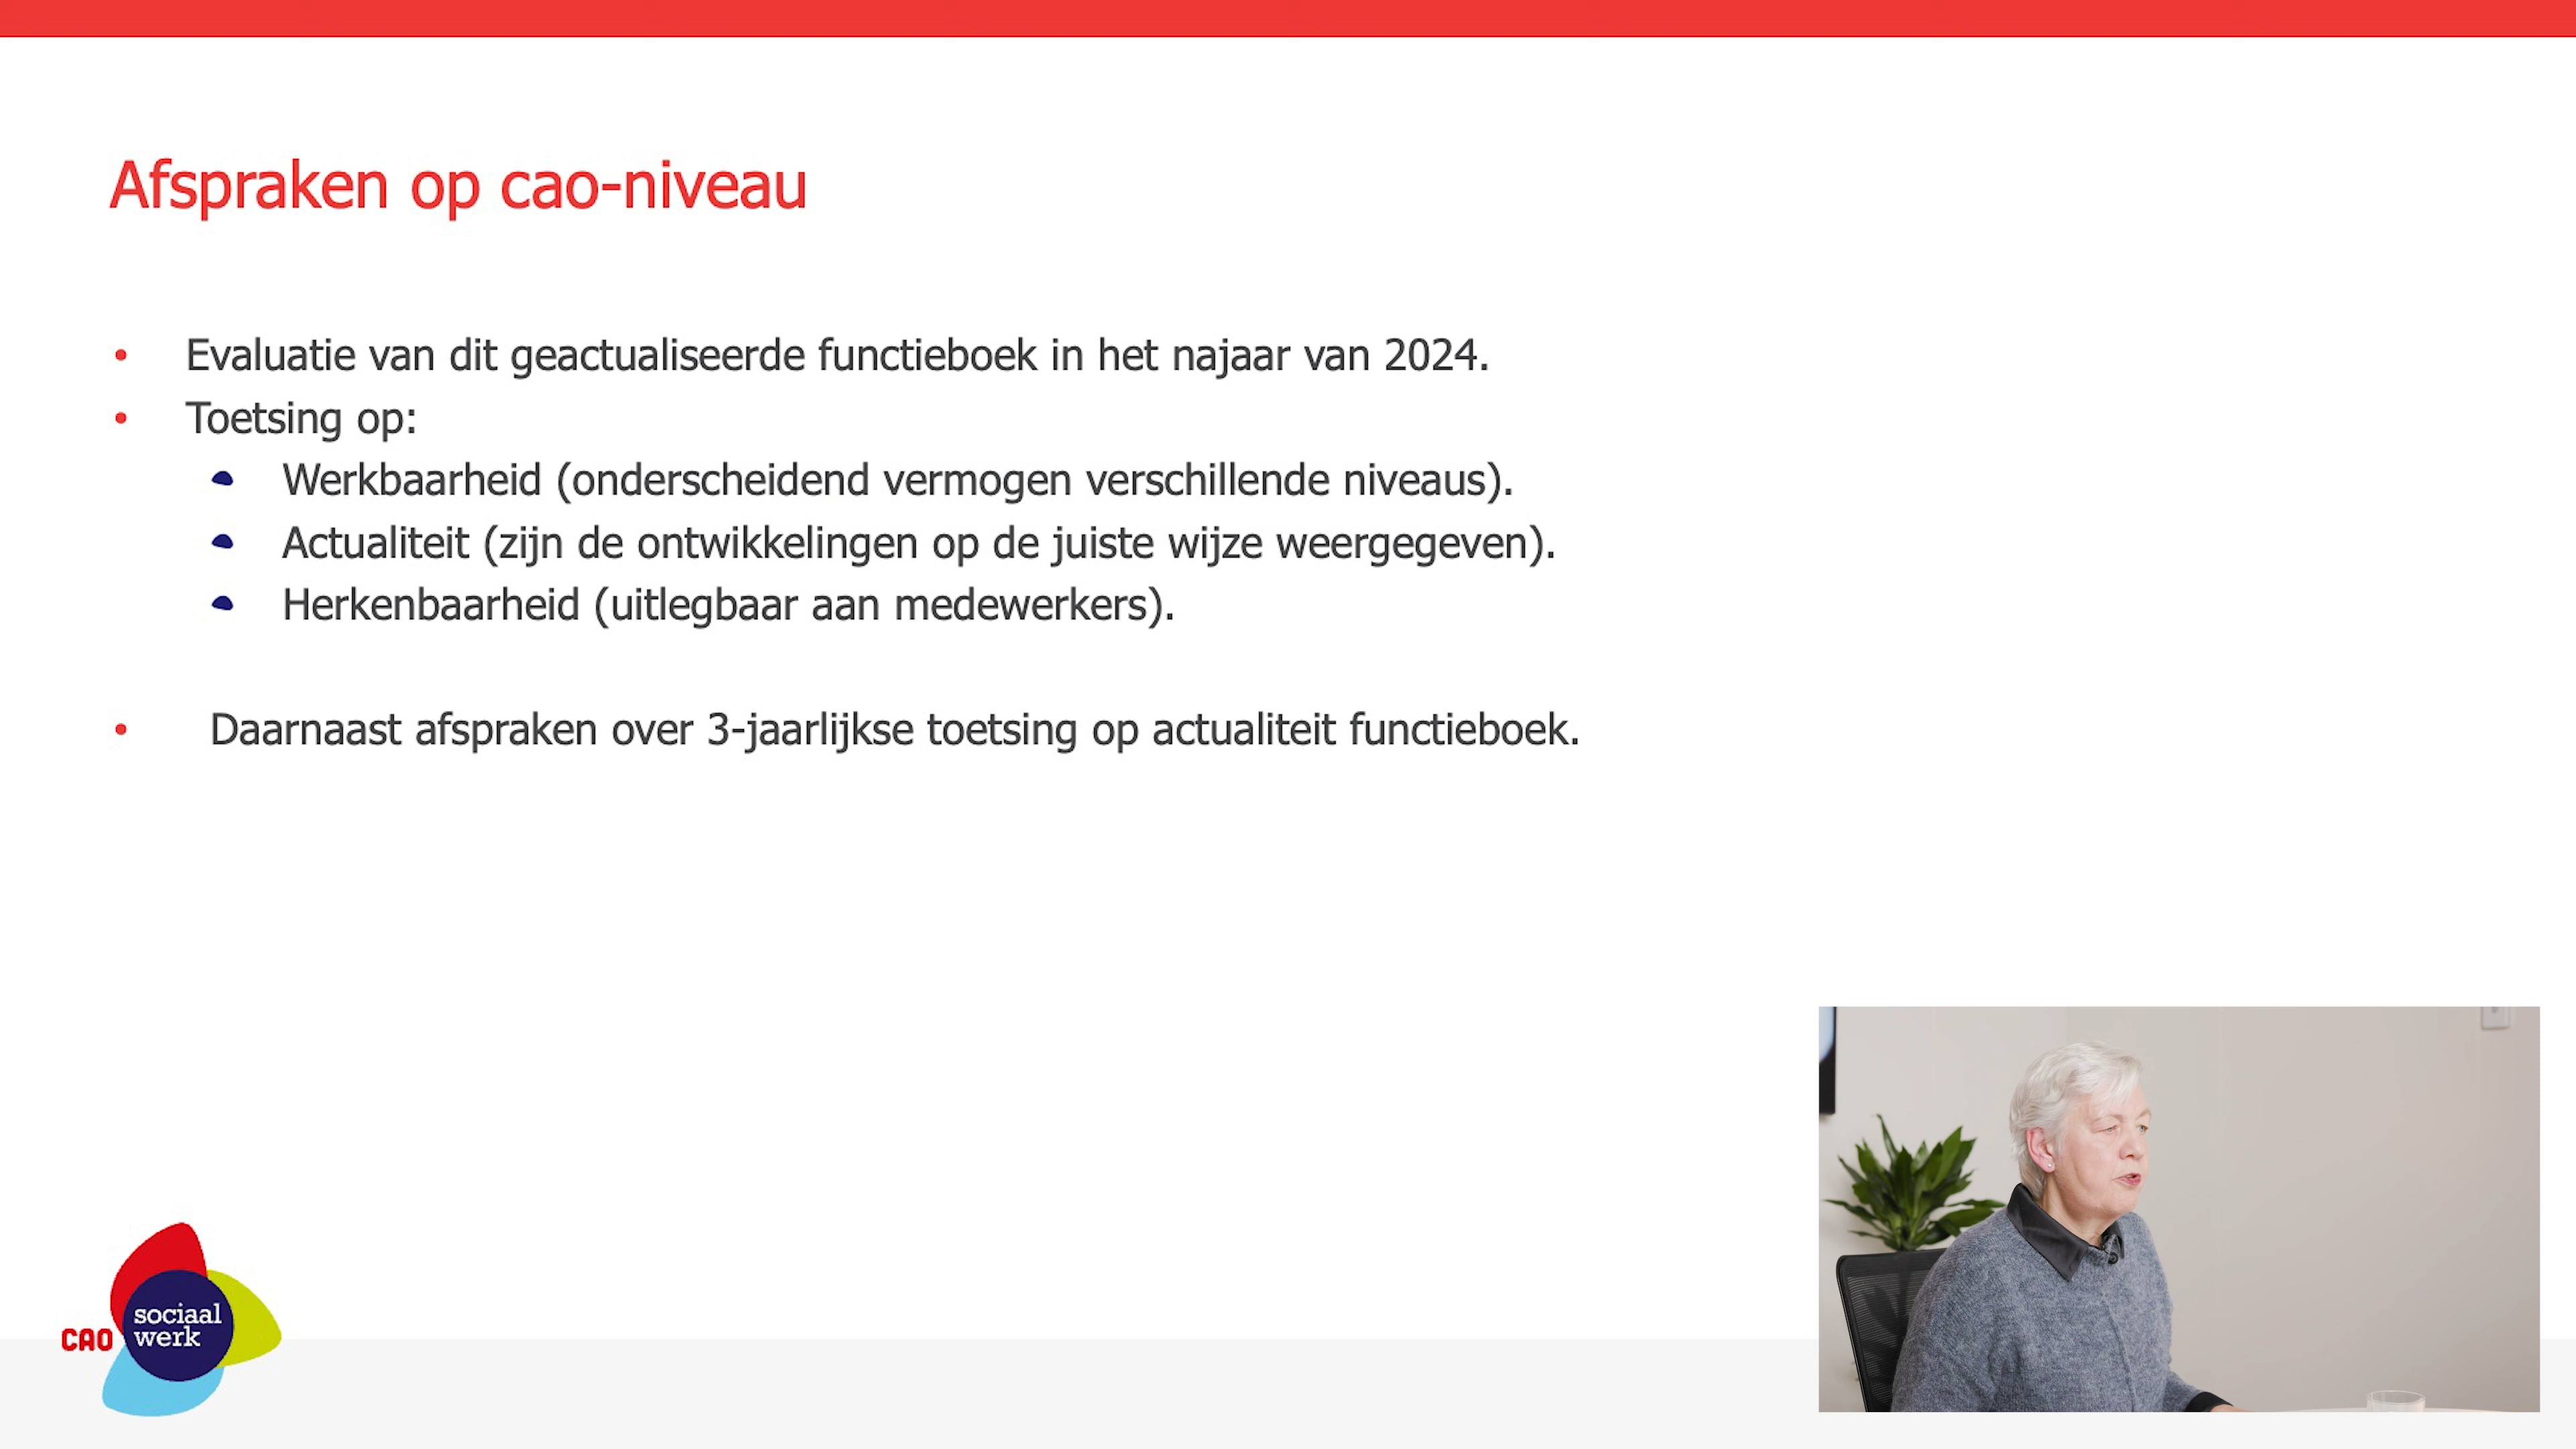 Afspraken op cao-niveau
• Evaluatie van dit geactualiseerde functieboek in het najaar van 2024.
• Toetsing op:
Werkbaarheid (onderscheidend vermogen verschillende niveaus).
Actualiteit (zijn de ontwikkelingen op de juiste wijze weergegeven).
Herkenbaarheid (uitlegbaar aan medewerkers).
• Daarnaast afspraken over 3-jaarlijkse toetsing op actualiteit functieboek.
CAO
sociaal
werk